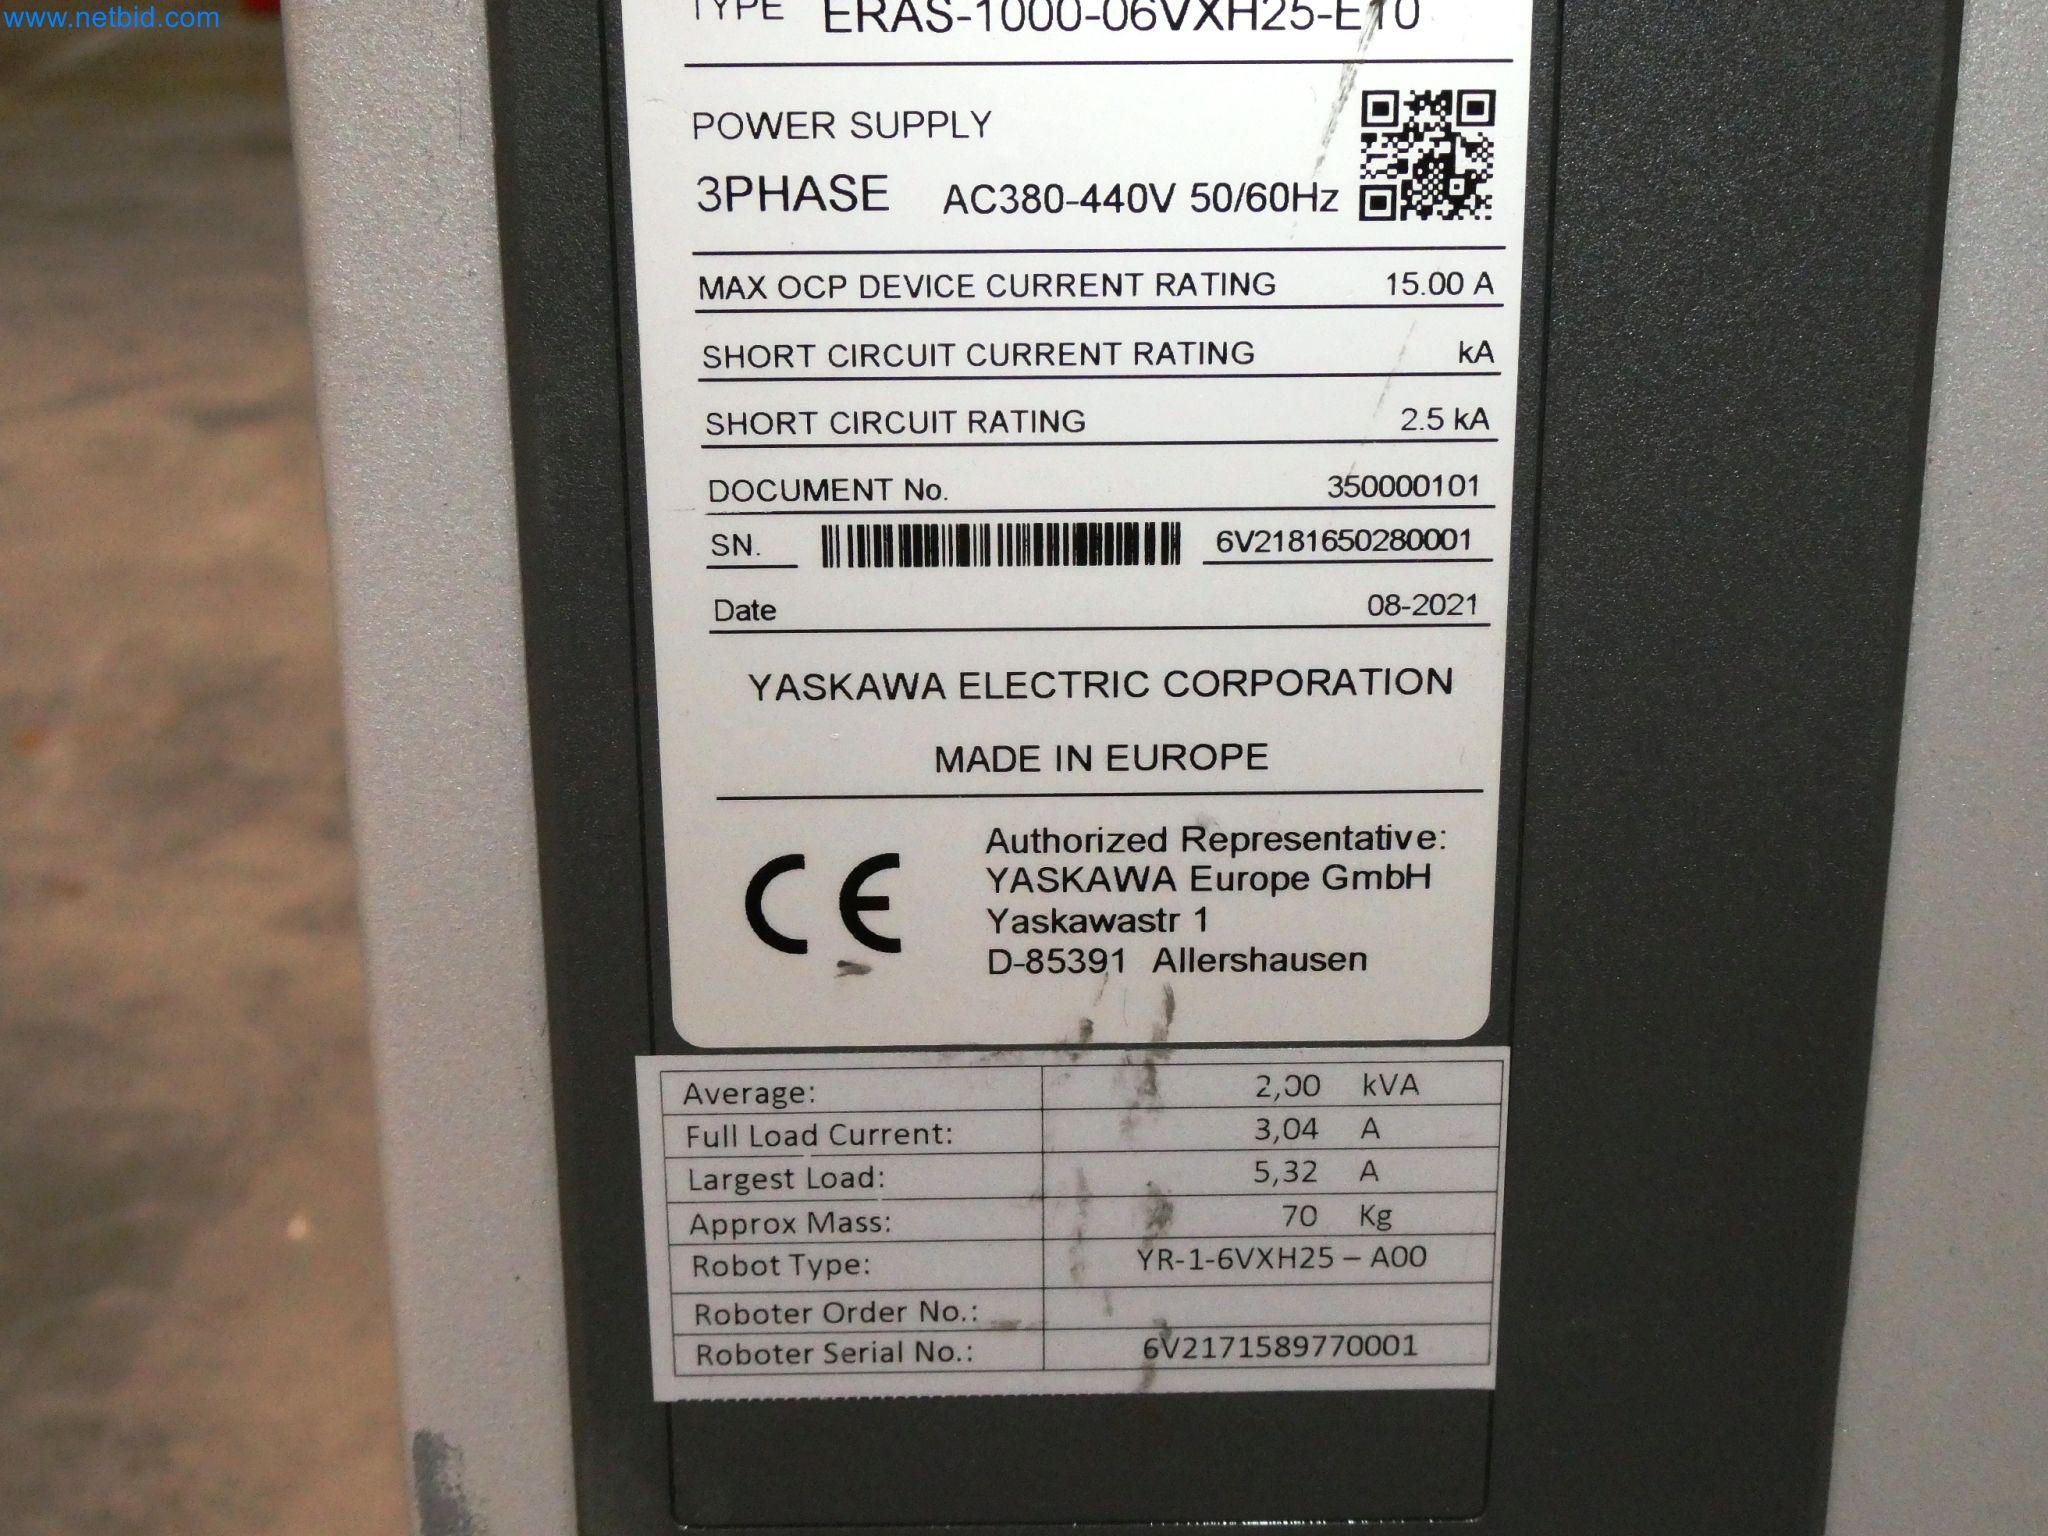 www.netbid.com
TYPE ERAS-1000-06VXH25-E10
POWER SUPPLY
3PHASE AC380-440V 50/60Hz
MAX OCP DEVICE CURRENT RATING 15.00 A
SHORT CIRCUIT CURRENT RATING kA
SHORT CIRCUIT RATING 2.5 kA
DOCUMENT No. 350000101
SN. 6V2181650280001
Date 08-2021
YASKAWA ELECTRIC CORPORATION
MADE IN EUROPE
CE
Authorized Representative:
YASKAWA Europe GmbH
Yaskawastr 1
D-85391 Allershausen
Average: 2,00 kVA
Full Load Current: 3,04 A
Largest Load: 5,32 A
Approx Mass: 70 Kg
Robot Type: YR-1-6VXH25 – A00
Roboter Order No.:
Roboter Serial No.: 6V2171589770001